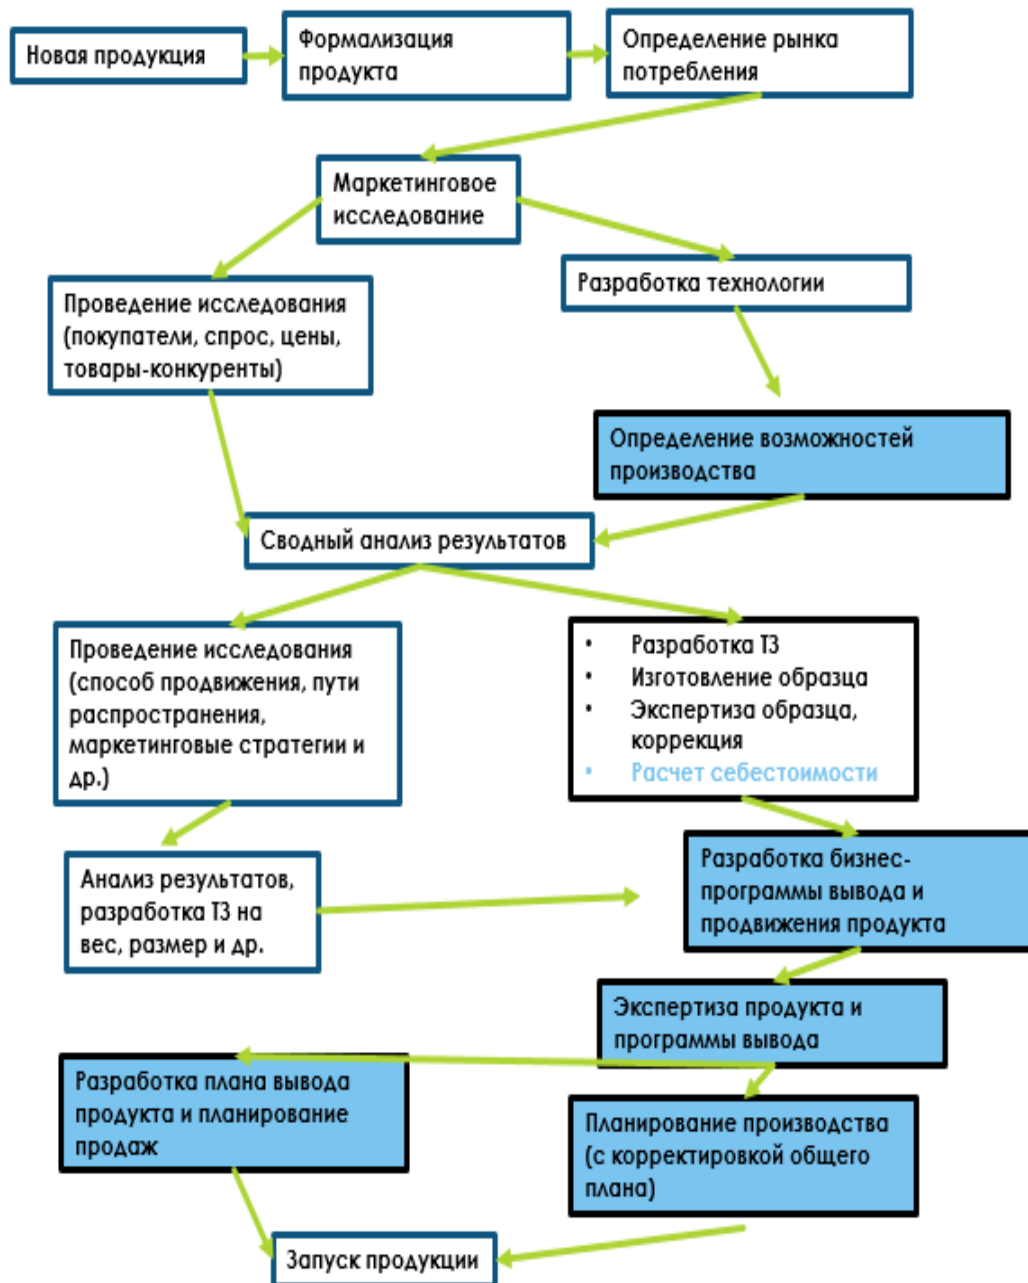 Новая продукция
Формализация
продукта
Определение рынка
потребления
Маркетинговое
исследование
Проведение исследования
(покупатели, спрос, цены,
товары-конкуренты)
Разработка технологии
Определение возможностей
производства
Сводный анализ результатов
Проведение исследования
(способ продвижения, пути
распространения,
маркетинговые стратегии и
др.)
• Разработка ТЗ
• Изготовление образца
• Экспертиза образца,
коррекция
• Расчет себестоимости
Анализ результатов,
разработка ТЗ на
вес, размер и др.
Разработка бизнес-
программы вывода и
продвижения продукта
Экспертиза продукта и
программы вывода
Разработка плана вывода
продукта и планирование
продаж
Планирование производства
(с корректировкой общего
плана)
Запуск продукции